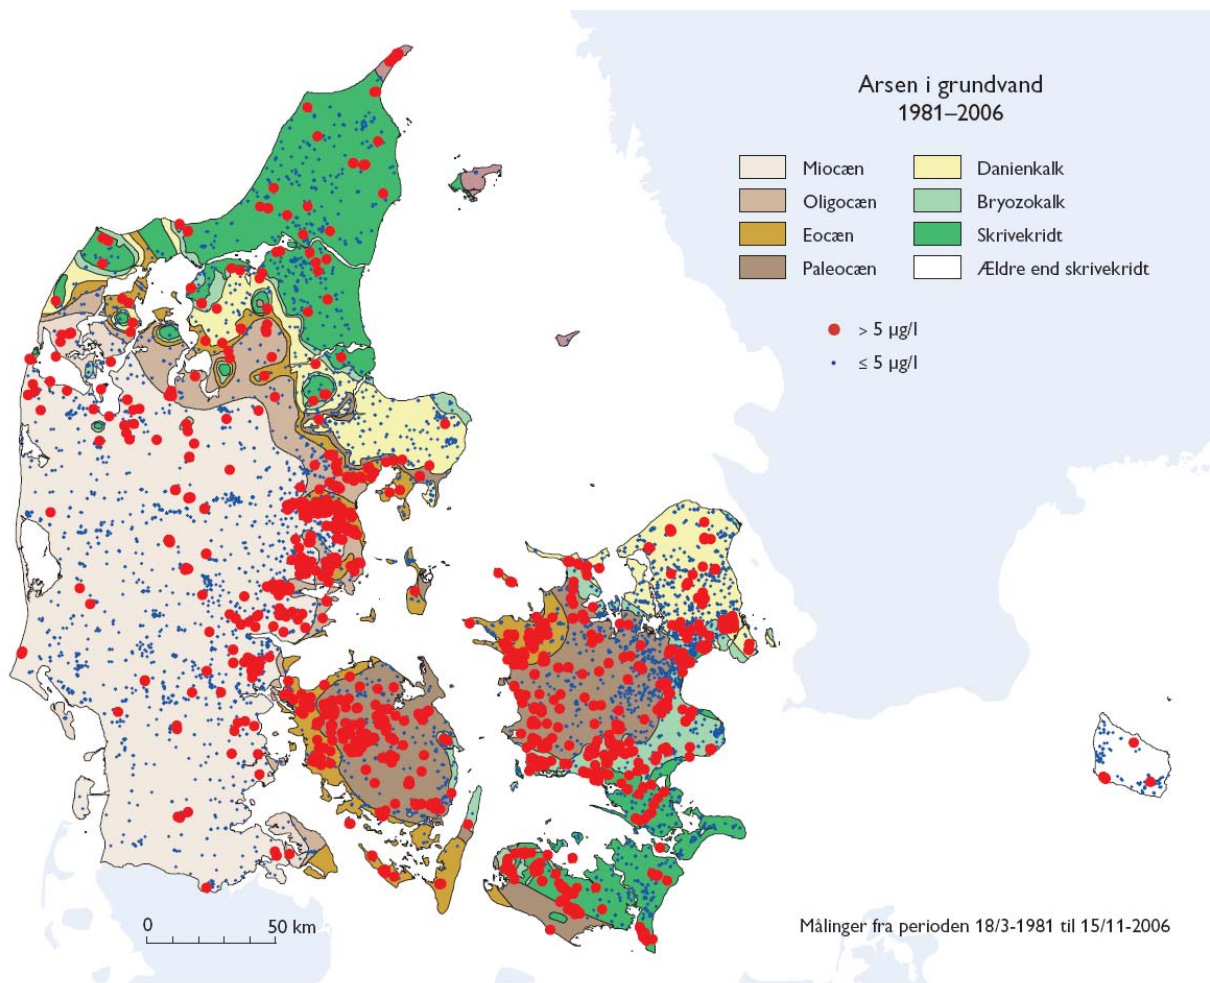 Arsen i grundvand
1981–2006
Miocæn
Oligocæn
Eocæn
Paleocæn
Danienkalk
Bryozokalk
Skrivekridt
Ældre end skrivekridt
> 5 µg/l
≤ 5 µg/l
0 50 km
Målinger fra perioden 18/3-1981 til 15/11-2006